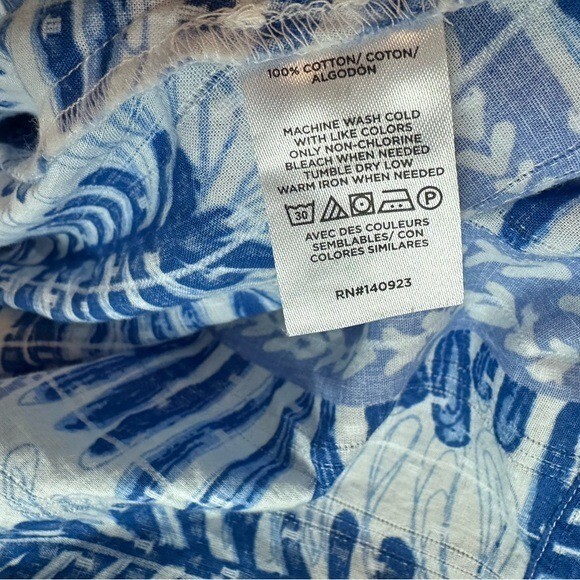 100% COTTON/ COTON/
ALGODÓN
MACHINE WASH COLD
WITH LIKE COLORS
ONLY NON-CHLORINE
BLEACH WHEN NEEDED
TUMBLE DRY LOW
WARM IRON WHEN NEEDED
30 P
AVEC DES COULEURS
SEMBLABLES/ CON
COLORES SIMILARES
RN#140923